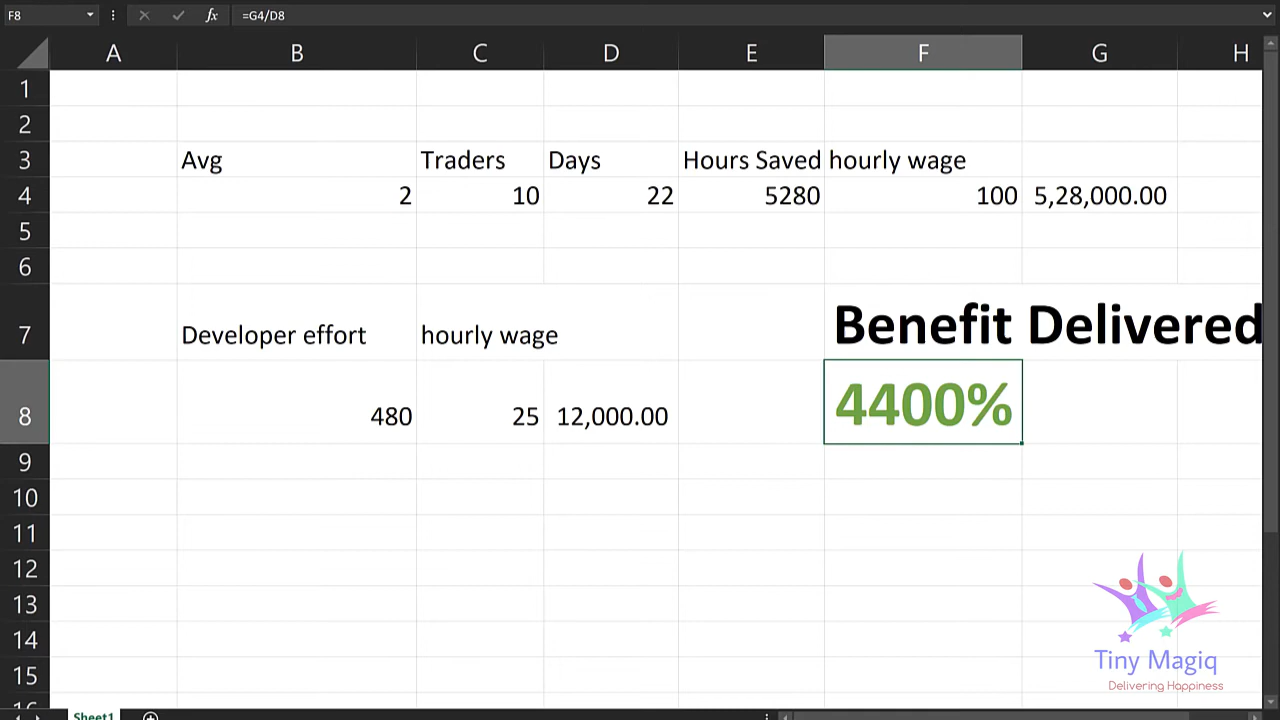 F8 fx =G4/D8
A B C D E F G H
1
2
3 Avg Traders Days Hours Saved hourly wage
4 2 10 22 5280 100 5,28,000.00
5
6
7 Developer effort hourly wage Benefit Delivered
8 480 25 12,000.00 4400%
9
10
11
12
13
14
15
Tiny Magiq
Delivering Happiness
Sheet1